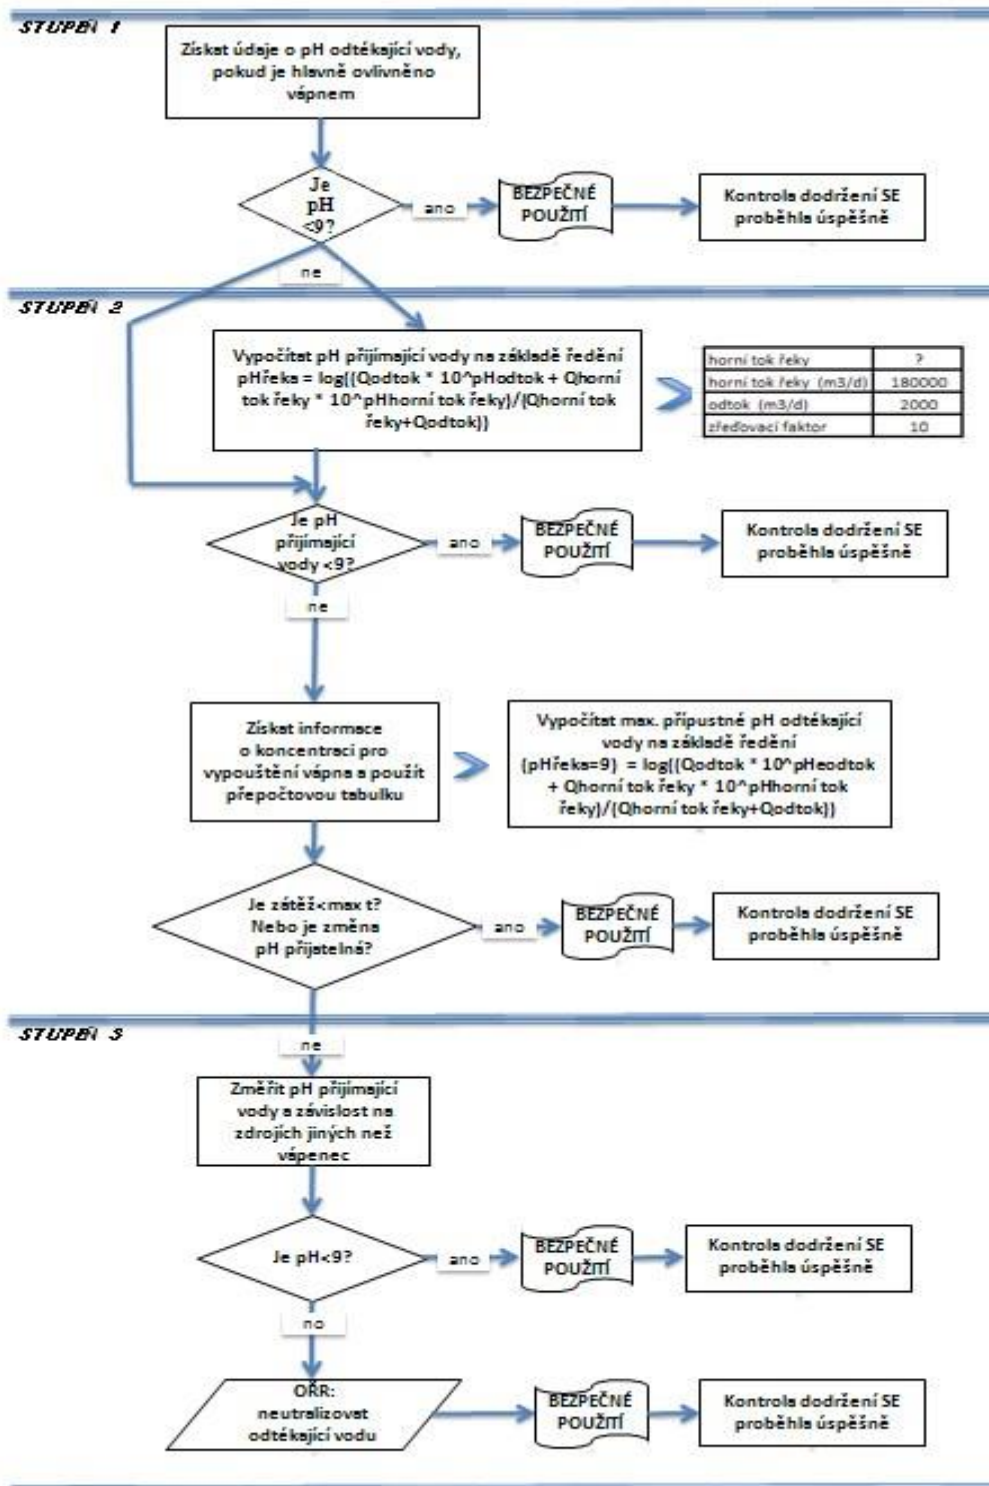 STUPEŇ 1
Získat údaje o pH odtékající vody,
pokud je hlavně ovlivněno
vápnem
Je
pH
<9?
ano
BEZPEČNÉ
POUŽITÍ
Kontrola dodržení SE
proběhla úspěšně
ne
STUPEŇ 2
Vypočítat pH přijímající vody na základě ředění
pHřeka = log((Qodtok * 10^pHodtok + Qhorní
tok řeky * 10^pHhorní tok řeky)/(Qhorní tok
řeky+Qodtok))
horní tok řeky ?
horní tok řeky (m3/d) 180000
odtok (m3/d) 2000
zřeďovací faktor 10
Je pH
přijímající
vody <9?
ano
BEZPEČNÉ
POUŽITÍ
Kontrola dodržení SE
proběhla úspěšně
ne
Získat informace
o koncentraci pro
vypouštění vápna a použít
přepočtovou tabulku
Vypočítat max. přípustné pH odtékající
vody na základě ředění
(pHřeka=9) = log((Qodtok * 10^pHeodtok
+ Qhorní tok řeky * 10^pHhorní tok
řeky)/(Qhorní tok řeky+Qodtok))
Je zátěž<max t?
Nebo je změna
pH přijatelná?
ano
BEZPEČNÉ
POUŽITÍ
Kontrola dodržení SE
proběhla úspěšně
STUPEŇ 3
ne
Změřit pH přijímající
vody a závislost na
zdrojích jiných než
vápenec
Je pH<9?
ano
BEZPEČNÉ
POUŽITÍ
Kontrola dodržení SE
proběhla úspěšně
no
OŘR:
neutralizovat
odtékající vodu
BEZPEČNÉ
POUŽITÍ
Kontrola dodržení SE
proběhla úspěšně